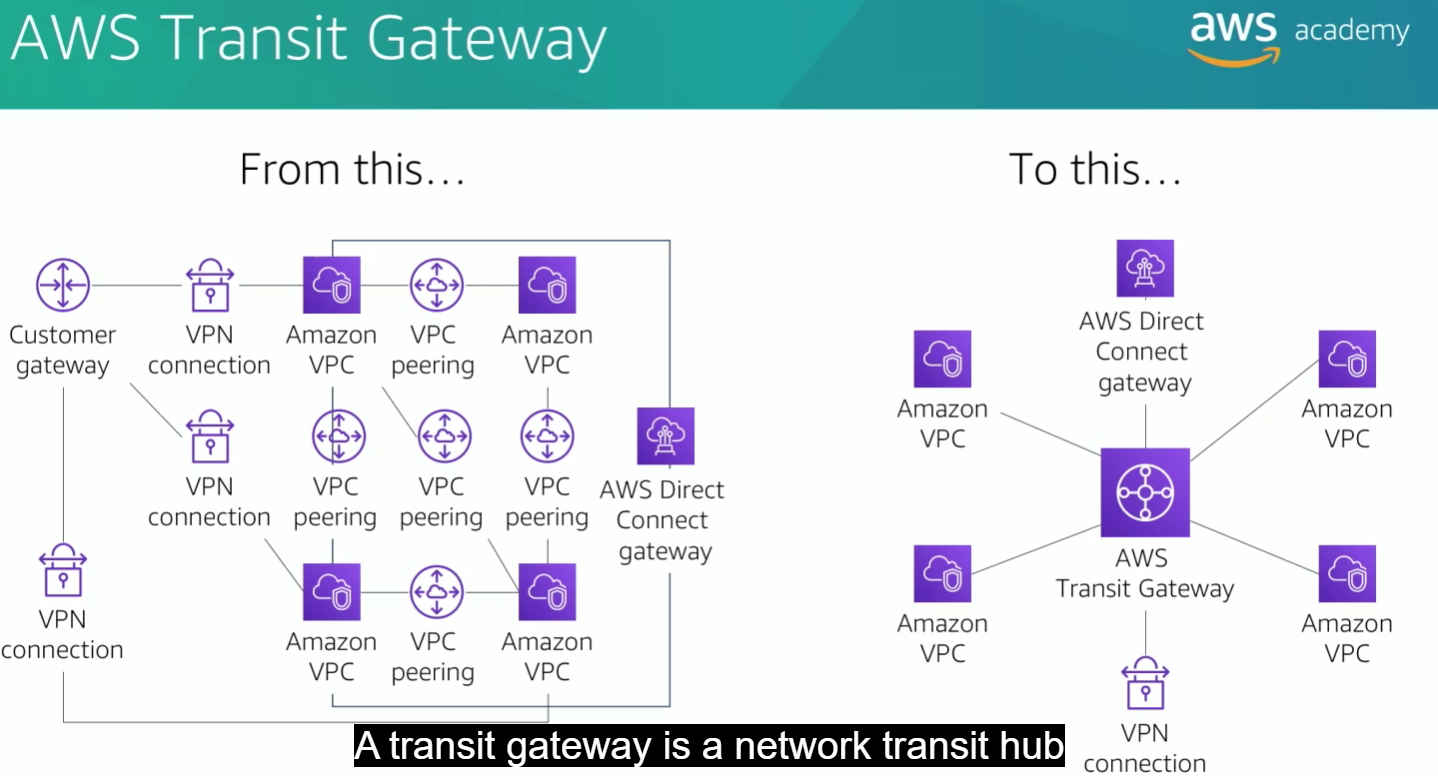 AWS Transit Gateway
aws academy
From this...
To this...
Customer
gateway
VPN
connection
Amazon
VPC
VPC
peering
Amazon
VPC
VPN
connection
VPC
peering
VPC
peering
VPC
peering
AWS Direct
Connect
gateway
VPN
connection
Amazon
VPC
VPC
peering
Amazon
VPC
AWS Direct
Connect
gateway
Amazon
VPC
Amazon
VPC
AWS
Transit Gateway
Amazon
VPC
Amazon
VPC
VPN
connection
A transit gateway is a network transit hub